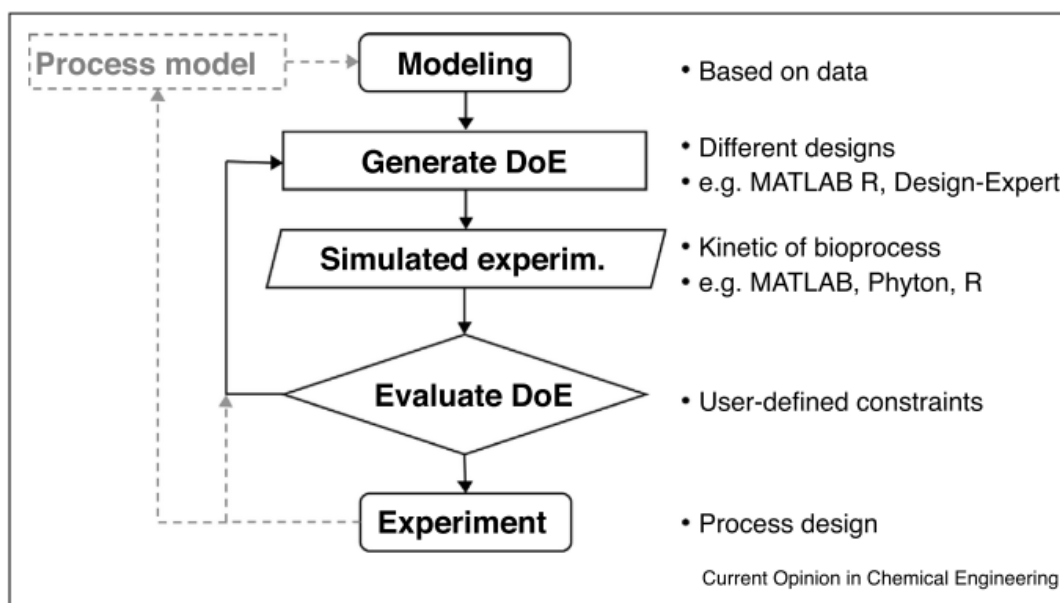 Process model
Modeling
• Based on data
Generate DoE
• Different designs
• e.g. MATLAB R, Design-Expert
Simulated experim.
• Kinetic of bioprocess
• e.g. MATLAB, Phyton, R
Evaluate DoE
• User-defined constraints
Experiment
• Process design
Current Opinion in Chemical Engineering